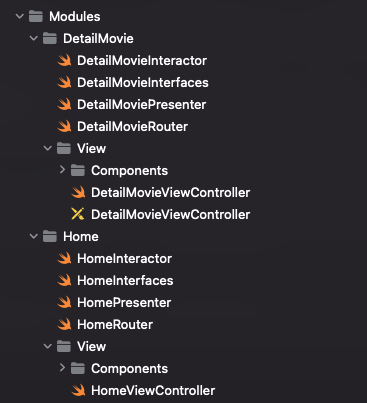 Modules
DetailMovie
DetailMovieInteractor
DetailMovieInterfaces
DetailMoviePresenter
DetailMovieRouter
View
Components
DetailMovieViewController
DetailMovieViewController
Home
HomeInteractor
HomeInterfaces
HomePresenter
HomeRouter
View
Components
HomeViewController